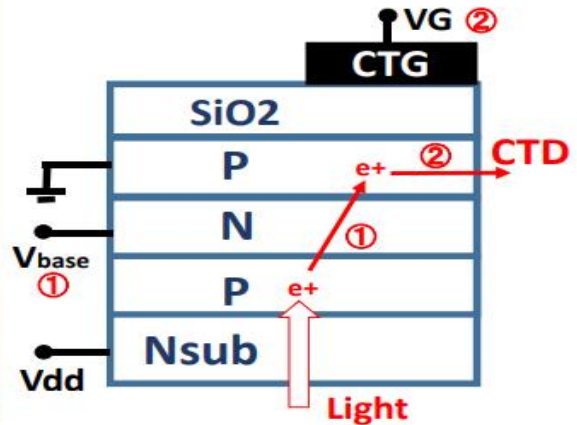 VG ②
CTG
SiO2
P
e+
②
CTD
N
①
Vbase
①
P
e+
Nsub
Vdd
Light